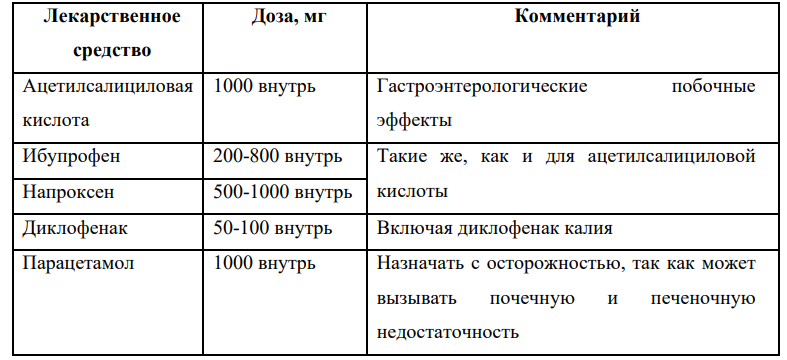 Лекарственное средство Доза, мг Комментарий
Ацетилсалициловая 1000 внутрь Гастроэнтерологические побочные
кислота эффекты
Ибупрофен 200-800 внутрь Такие же, как и для ацетилсалициловой
Напроксен 500-1000 внутрь кислоты
Диклофенак 50-100 внутрь Включая диклофенак калия
Парацетамол 1000 внутрь Назначать с осторожностью, так как может
вызывать почечную и печеночную
недостаточность